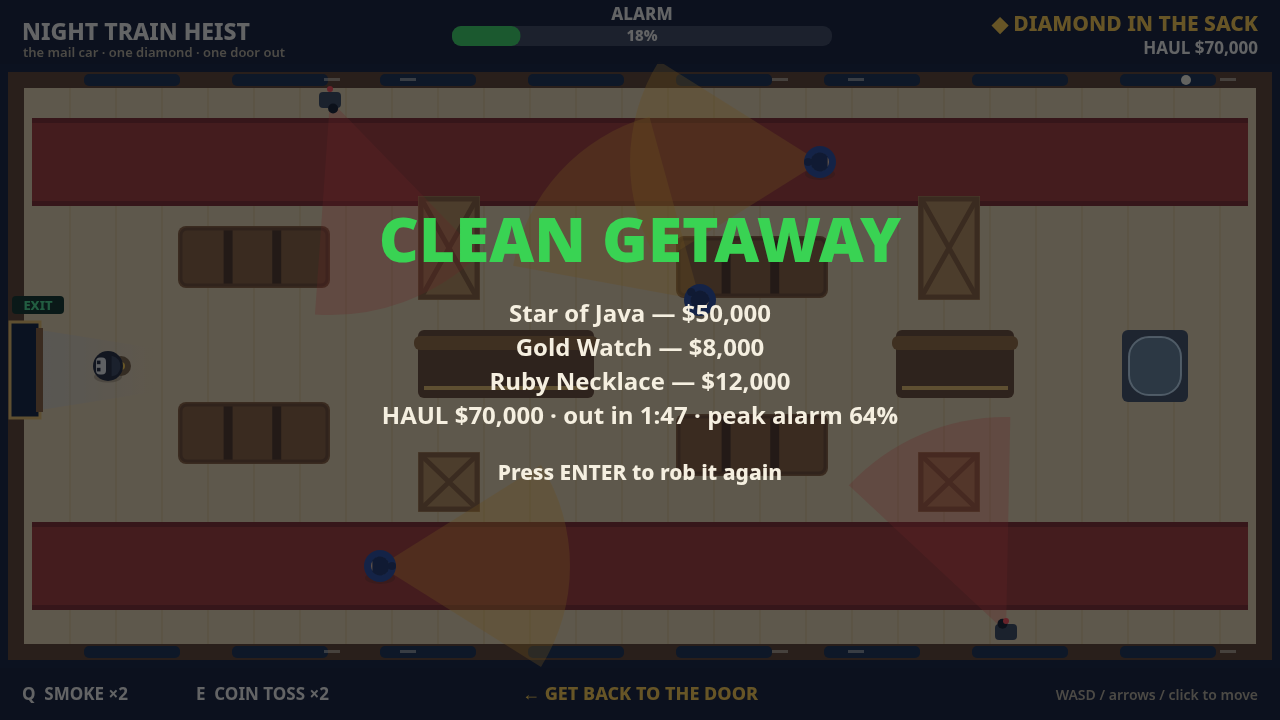 NIGHT TRAIN HEIST
the mail car · one diamond · one door out
ALARM
18%
◆ DIAMOND IN THE SACK
HAUL $70,000
CLEAN GETAWAY
EXIT
Star of Java — $50,000
Gold Watch — $8,000
Ruby Necklace — $12,000
HAUL $70,000 · out in 1:47 · peak alarm 64%
Press ENTER to rob it again
Q SMOKE ×2
E COIN TOSS ×2
← GET BACK TO THE DOOR
WASD / arrows / click to move